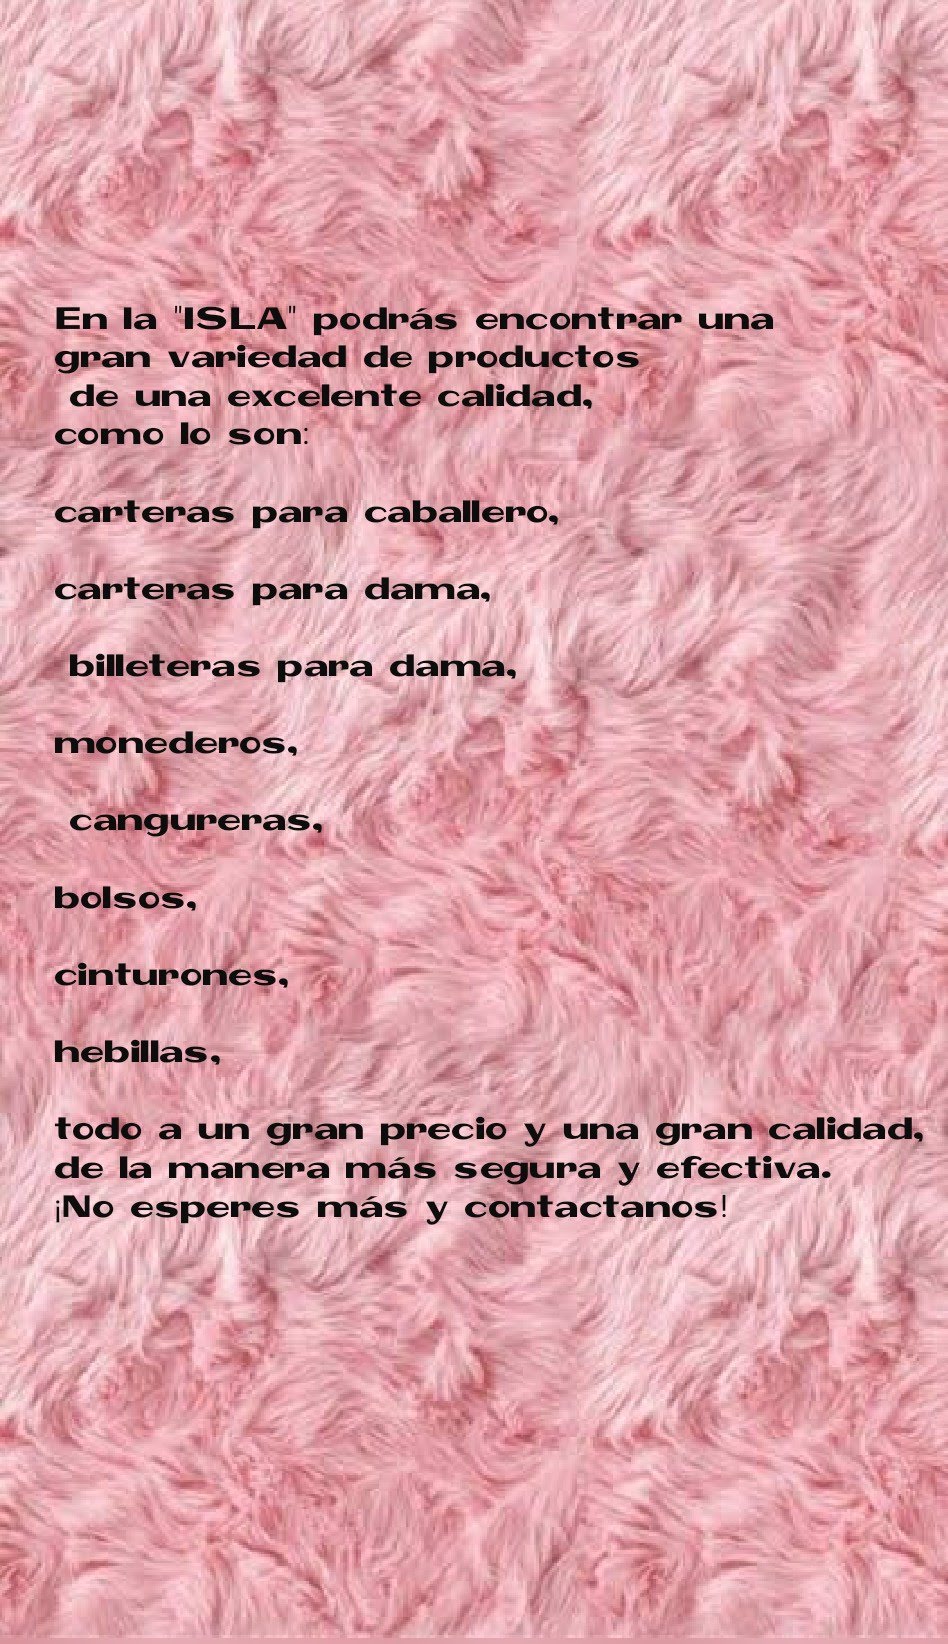 En la "ISLA" podrás encontrar una
gran variedad de productos
de una excelente calidad,
como lo son:
carteras para caballero,
carteras para dama,
billeteras para dama,
monederos,
cangureras,
bolsos,
cinturones,
hebillas,
todo a un gran precio y una gran calidad,
de la manera más segura y efectiva.
¡No esperes más y contactanos!